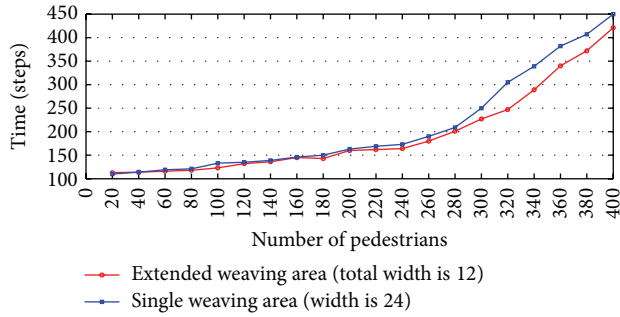 Time (steps)
450
400
350
300
250
200
150
100
0 20 40 60 80 100 120 140 160 180 200 220 240 260 280 300 320 340 360 380 400
Number of pedestrians
Extended weaving area (total width is 12)
Single weaving area (width is 24)